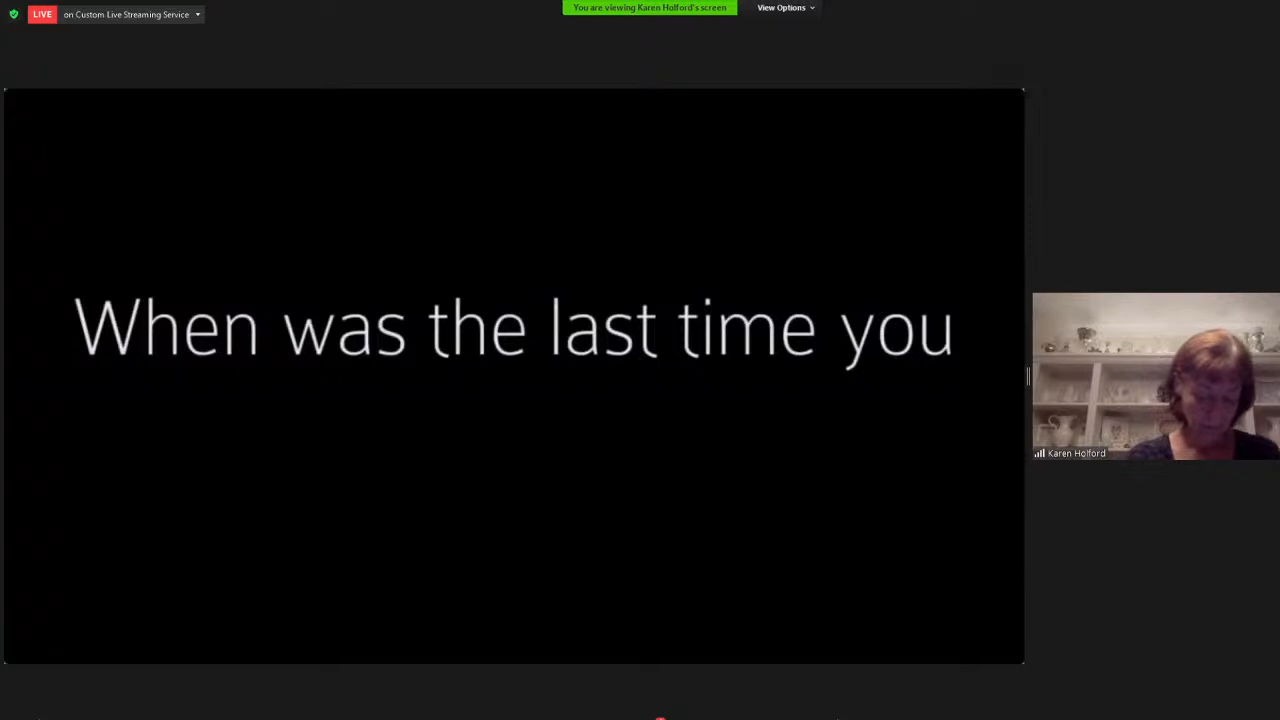 LIVE on Custom Live Streaming Service
You are viewing Karen Holford's screen View Options
When was the last time you
Karen Holford